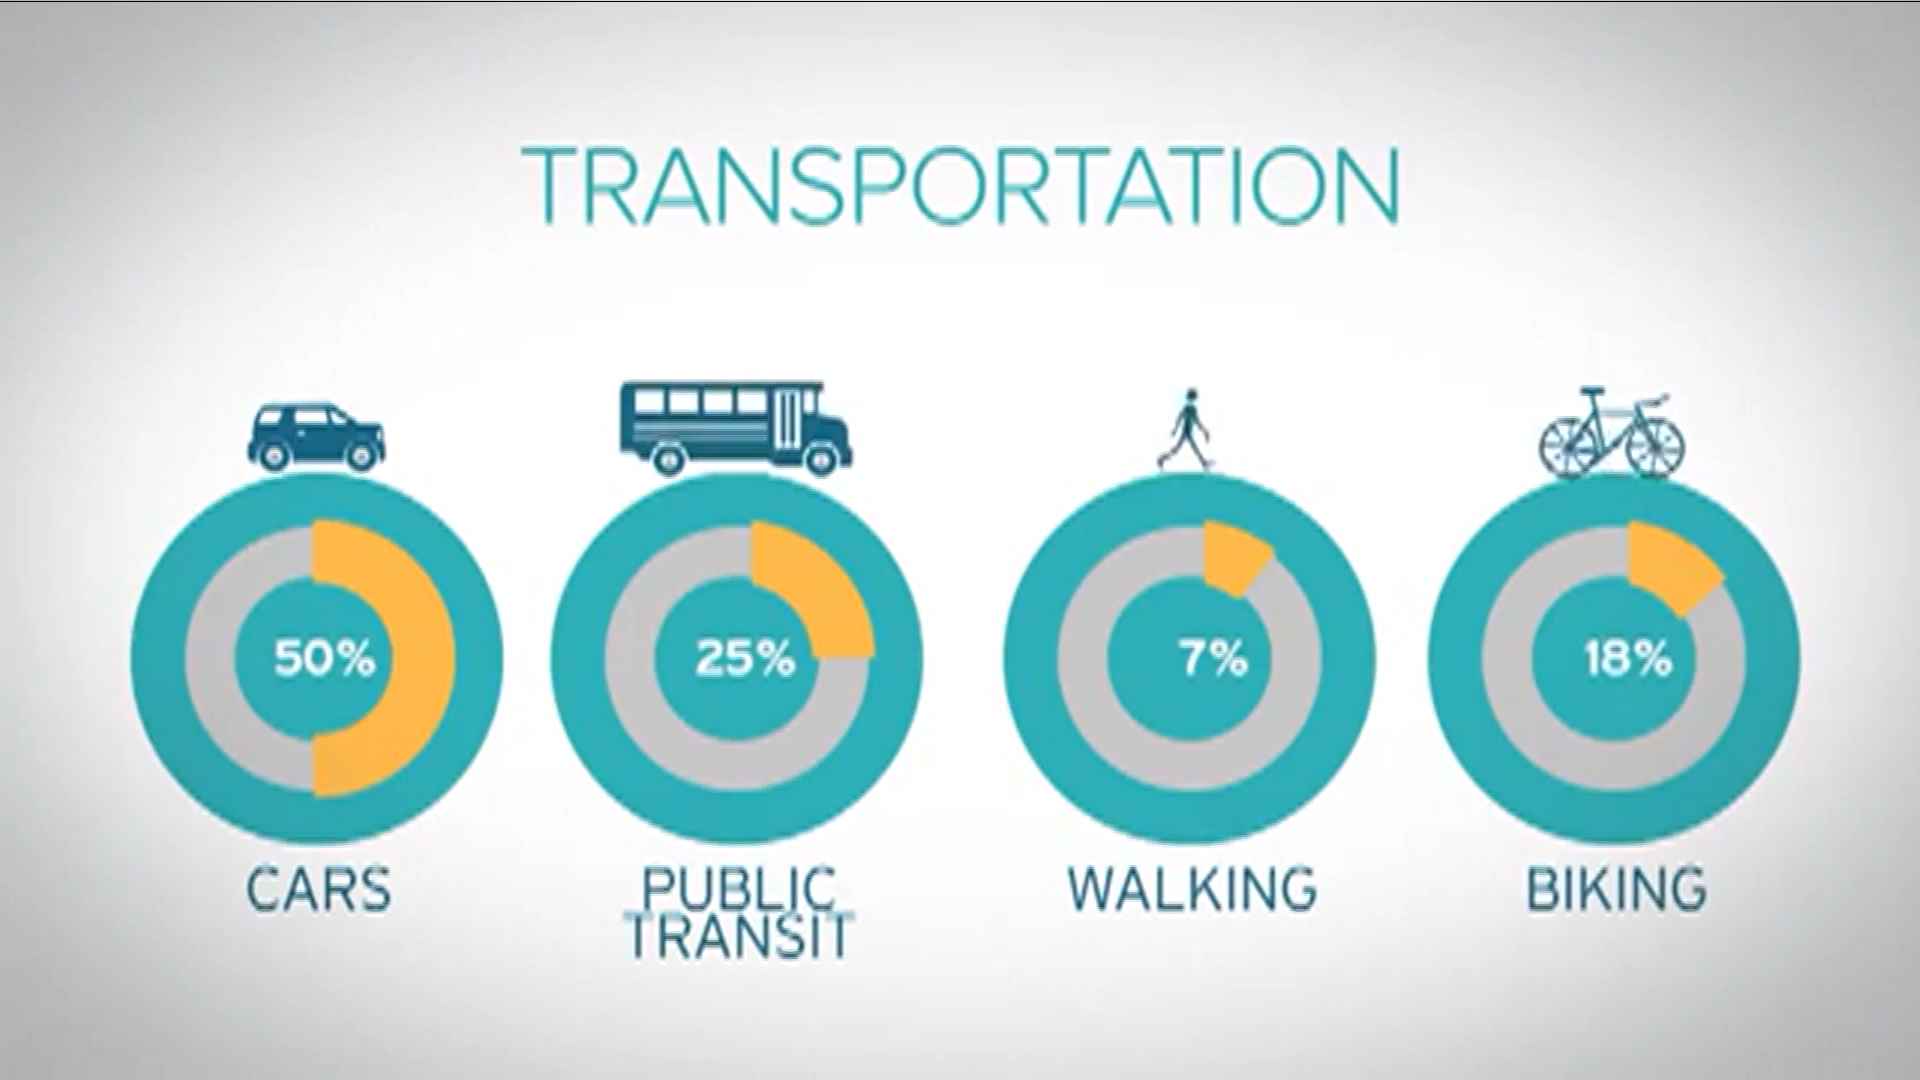 TRANSPORTATION
50%
25%
7%
18%
CARS
PUBLIC
TRANSIT
WALKING
BIKING